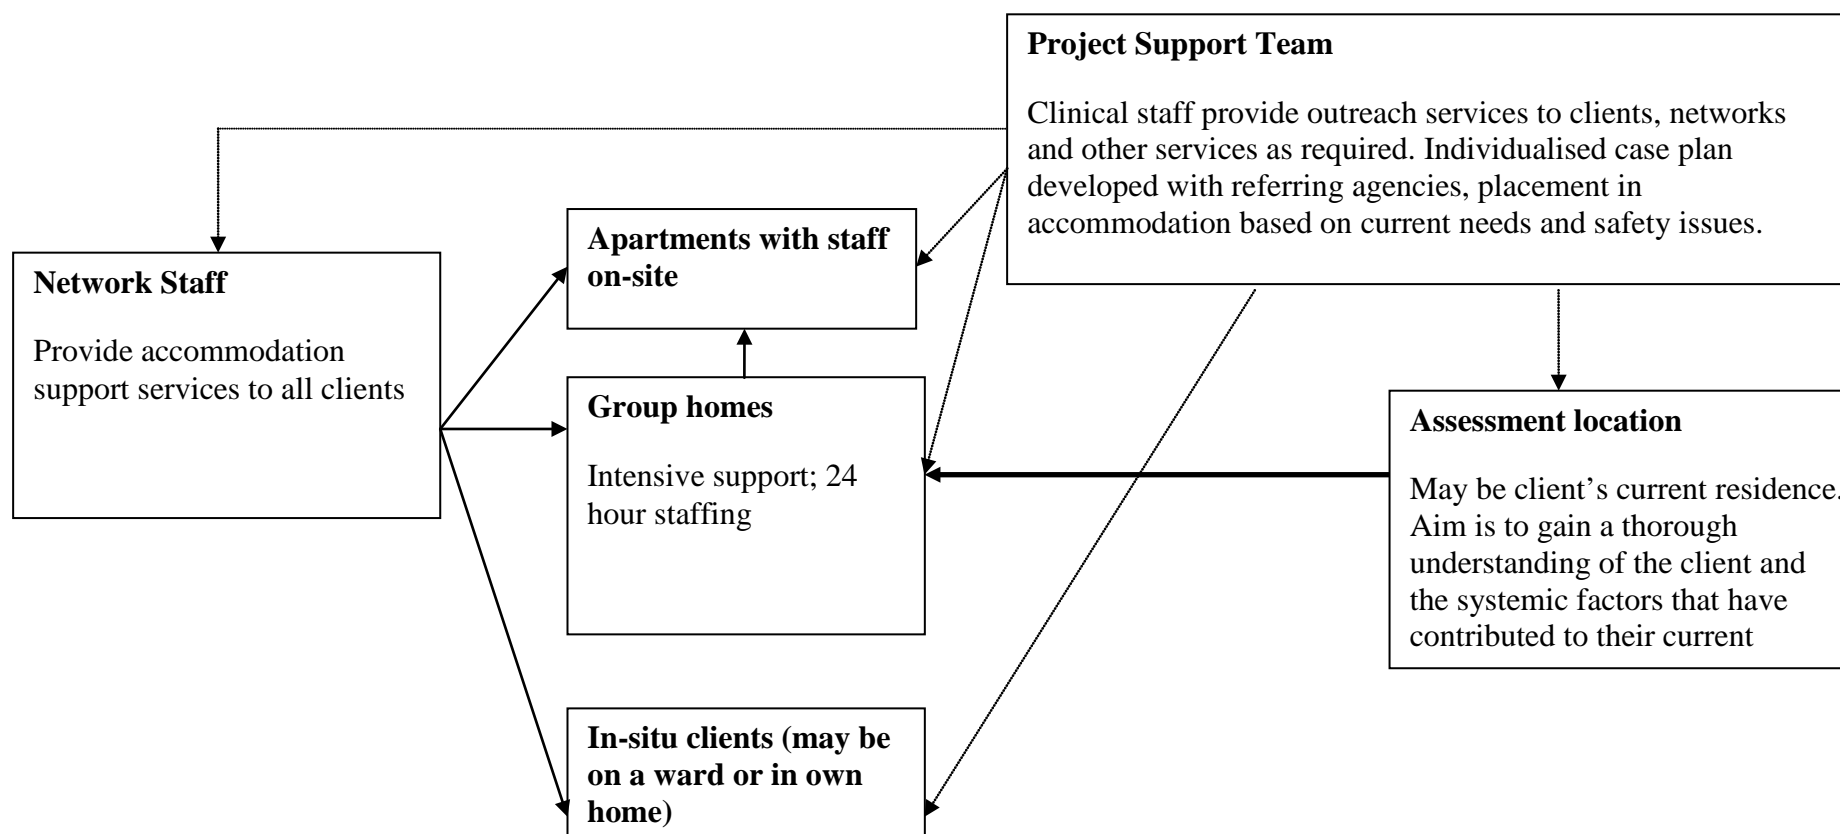 Project Support Team
Clinical staff provide outreach services to clients, networks
and other services as required. Individualised case plan
developed with referring agencies, placement in
accommodation based on current needs and safety issues.
Network Staff
Provide accommodation
support services to all clients
Apartments with staff
on-site
Group homes
Intensive support; 24
hour staffing
In-situ clients (may be
on a ward or in own
home)
Assessment location
May be client’s current residence.
Aim is to gain a thorough
understanding of the client and
the systemic factors that have
contributed to their current